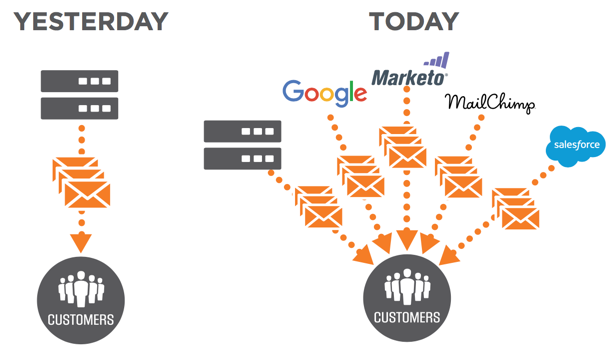 YESTERDAY
CUSTOMERS
TODAY
Google
Marketo
MailChimp
salesforce
CUSTOMERS